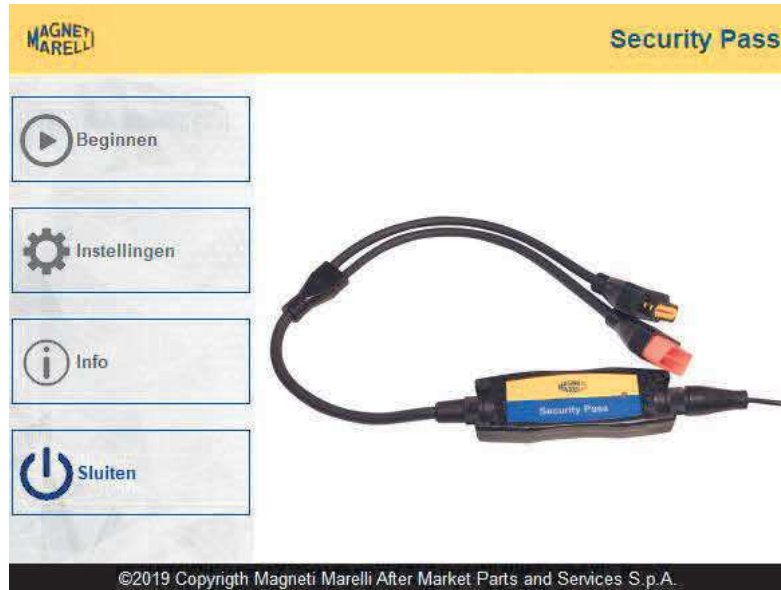 MAGNETI
MARELLI
Security Pass
Beginnen
Instellingen
Info
Sluiten
Security Pass
©2019 Copyrigth Magneti Marelli After Market Parts and Services S.p.A.